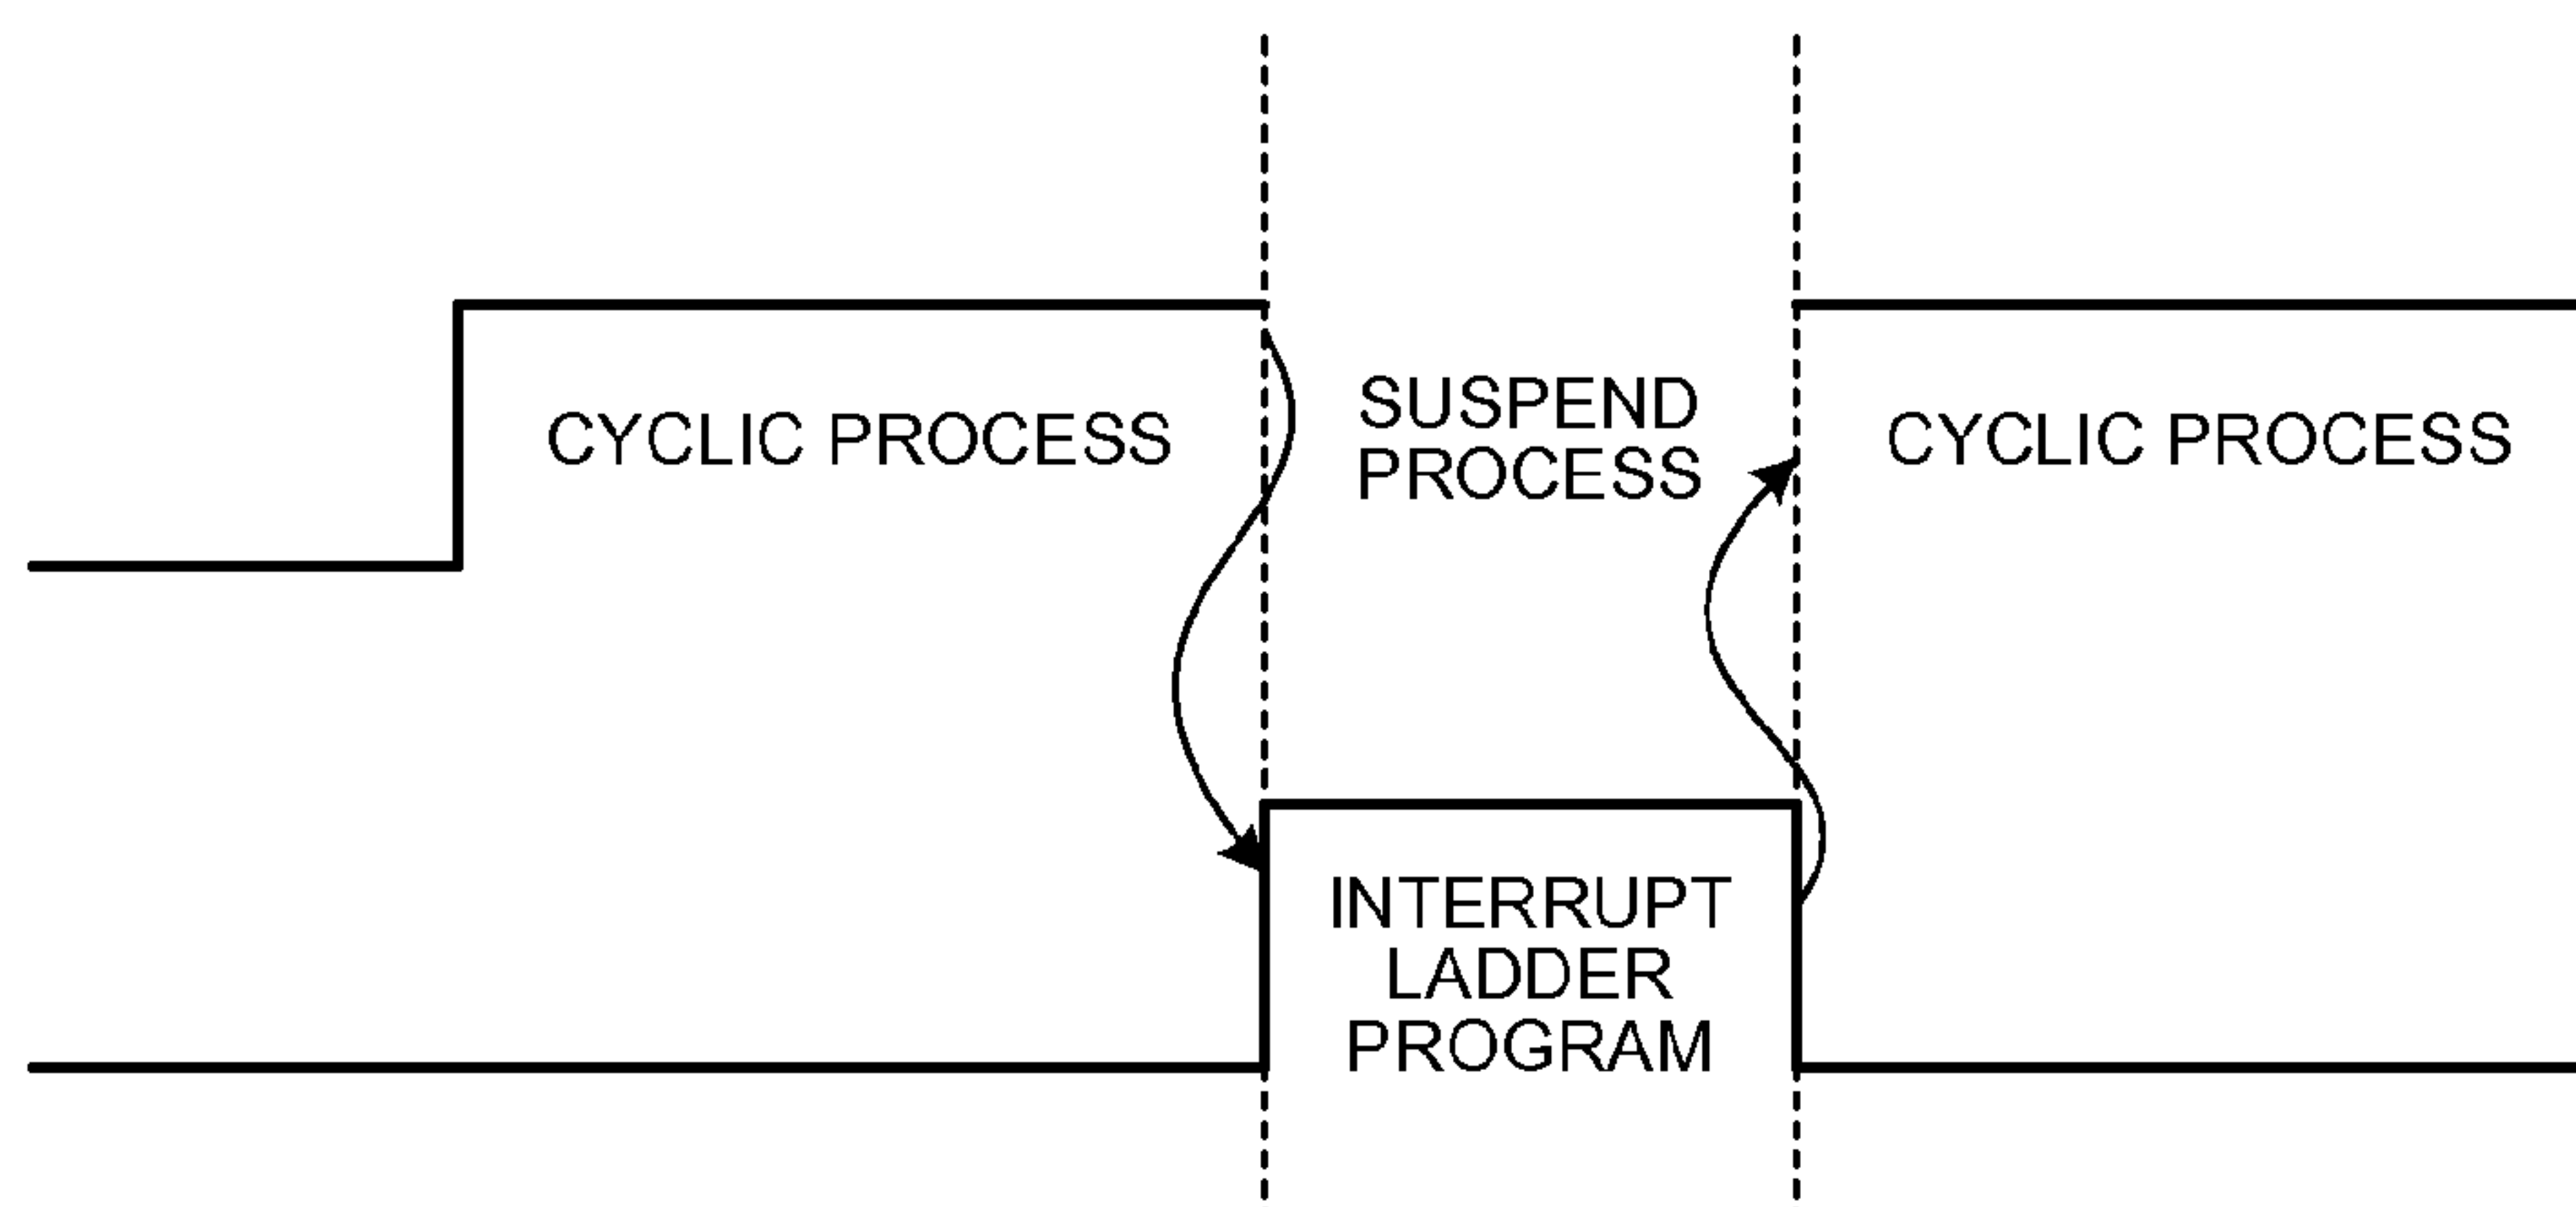 CYCLIC PROCESS
SUSPEND
PROCESS
CYCLIC PROCESS
INTERRUPT
LADDER
PROGRAM